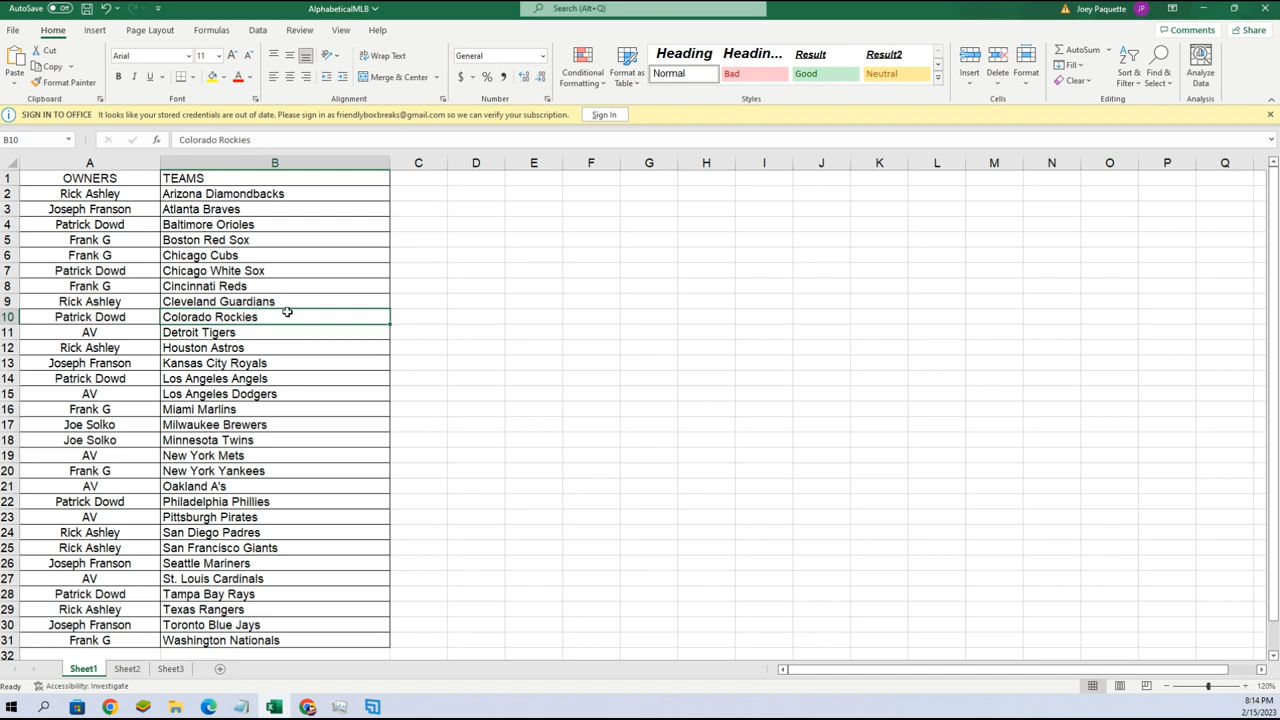 AutoSave Off AlphabeticalMLB Search (Alt+Q) Joey Paquette JP
File Home Insert Page Layout Formulas Data Review View Help Comments Share
Paste Cut Copy Format Painter Clipboard
Arial 11 B I U A Font
Wrap Text Merge & Center Alignment
General $ % Number
Conditional Formatting Format as Table
Heading Headin... Result Result2
Normal Bad Good Neutral Styles
Insert Delete Format Cells
AutoSum Fill Clear Sort & Filter Find & Select Editing
Analyze Data Analysis
SIGN IN TO OFFICE It looks like your stored credentials are out of date. Please sign in as friendlyboxbreaks@gmail.com so we can verify your subscription. Sign In
B10 fx Colorado Rockies
A B C D E F G H I J K L M N O P Q
1 OWNERS TEAMS
2 Rick Ashley Arizona Diamondbacks
3 Joseph Franson Atlanta Braves
4 Patrick Dowd Baltimore Orioles
5 Frank G Boston Red Sox
6 Frank G Chicago Cubs
7 Patrick Dowd Chicago White Sox
8 Frank G Cincinnati Reds
9 Rick Ashley Cleveland Guardians
10 Patrick Dowd Colorado Rockies
11 AV Detroit Tigers
12 Rick Ashley Houston Astros
13 Joseph Franson Kansas City Royals
14 Patrick Dowd Los Angeles Angels
15 AV Los Angeles Dodgers
16 Frank G Miami Marlins
17 Joe Solko Milwaukee Brewers
18 Joe Solko Minnesota Twins
19 AV New York Mets
20 Frank G New York Yankees
21 AV Oakland A's
22 Patrick Dowd Philadelphia Phillies
23 AV Pittsburgh Pirates
24 Rick Ashley San Diego Padres
25 Rick Ashley San Francisco Giants
26 Joseph Franson Seattle Mariners
27 AV St. Louis Cardinals
28 Patrick Dowd Tampa Bay Rays
29 Rick Ashley Texas Rangers
30 Joseph Franson Toronto Blue Jays
31 Frank G Washington Nationals
32
Sheet1 Sheet2 Sheet3
Ready Accessibility: Investigate 120%
8:14 PM
2/15/2023